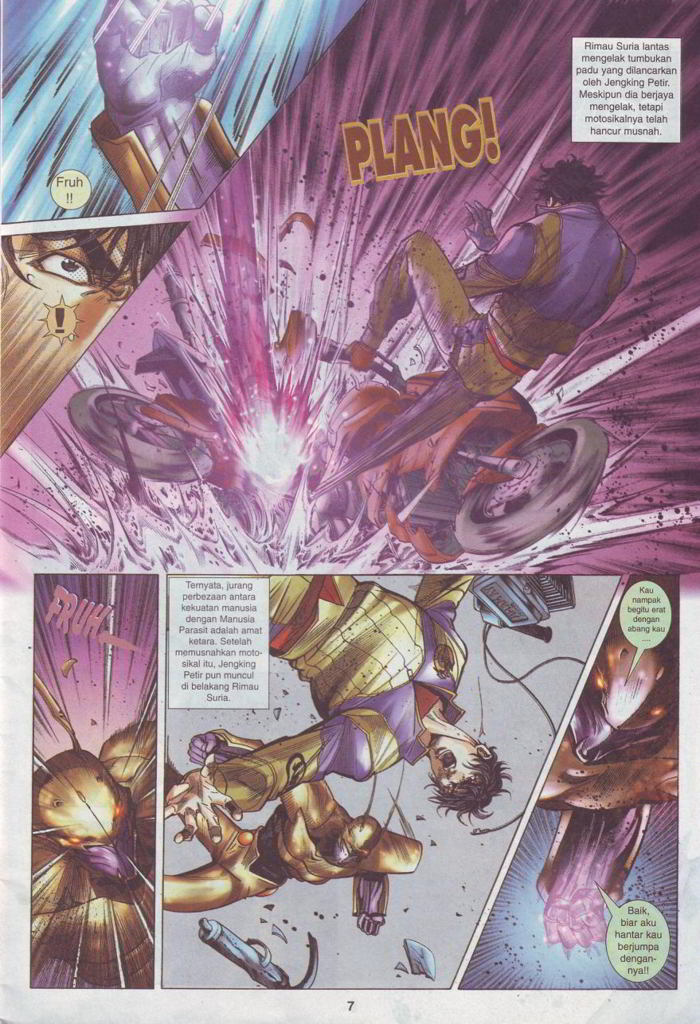 Fruh
!!
PLANG!
Rimau Suria lantas
mengelak tumbukan
padu yang dilancarkan
oleh Jengking Petir.
Meskipun dia berjaya
mengelak, tetapi
motosikalnya telah
hancur musnah.
!
FRUH
Ternyata, jurang
perbezaan antara
kekuatan manusia
dengan Manusia
Parasit adalah amat
ketara. Setelah
memusnahkan moto-
sikal itu, Jengking
Petir pun muncul
di belakang Rimau
Suria.
Kau
nampak
begitu erat
dengan
abang kau
....
Baik,
biar aku
hantar kau
berjumpa
dengan-
nya!!
7